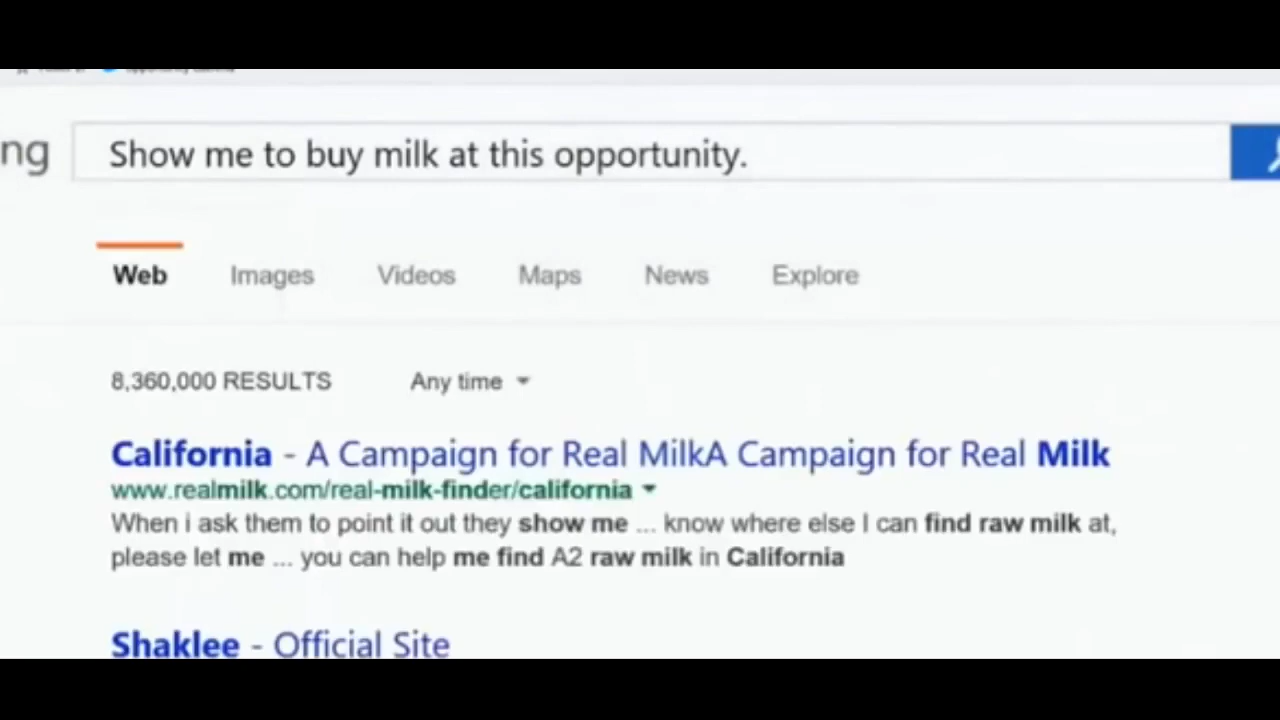 ng
Show me to buy milk at this opportunity.
Web Images Videos Maps News Explore
8,360,000 RESULTS Any time
California - A Campaign for Real MilkA Campaign for Real Milk
www.realmilk.com/real-milk-finder/california
When i ask them to point it out they show me ... know where else I can find raw milk at,
please let me ... you can help me find A2 raw milk in California
Shaklee - Official Site